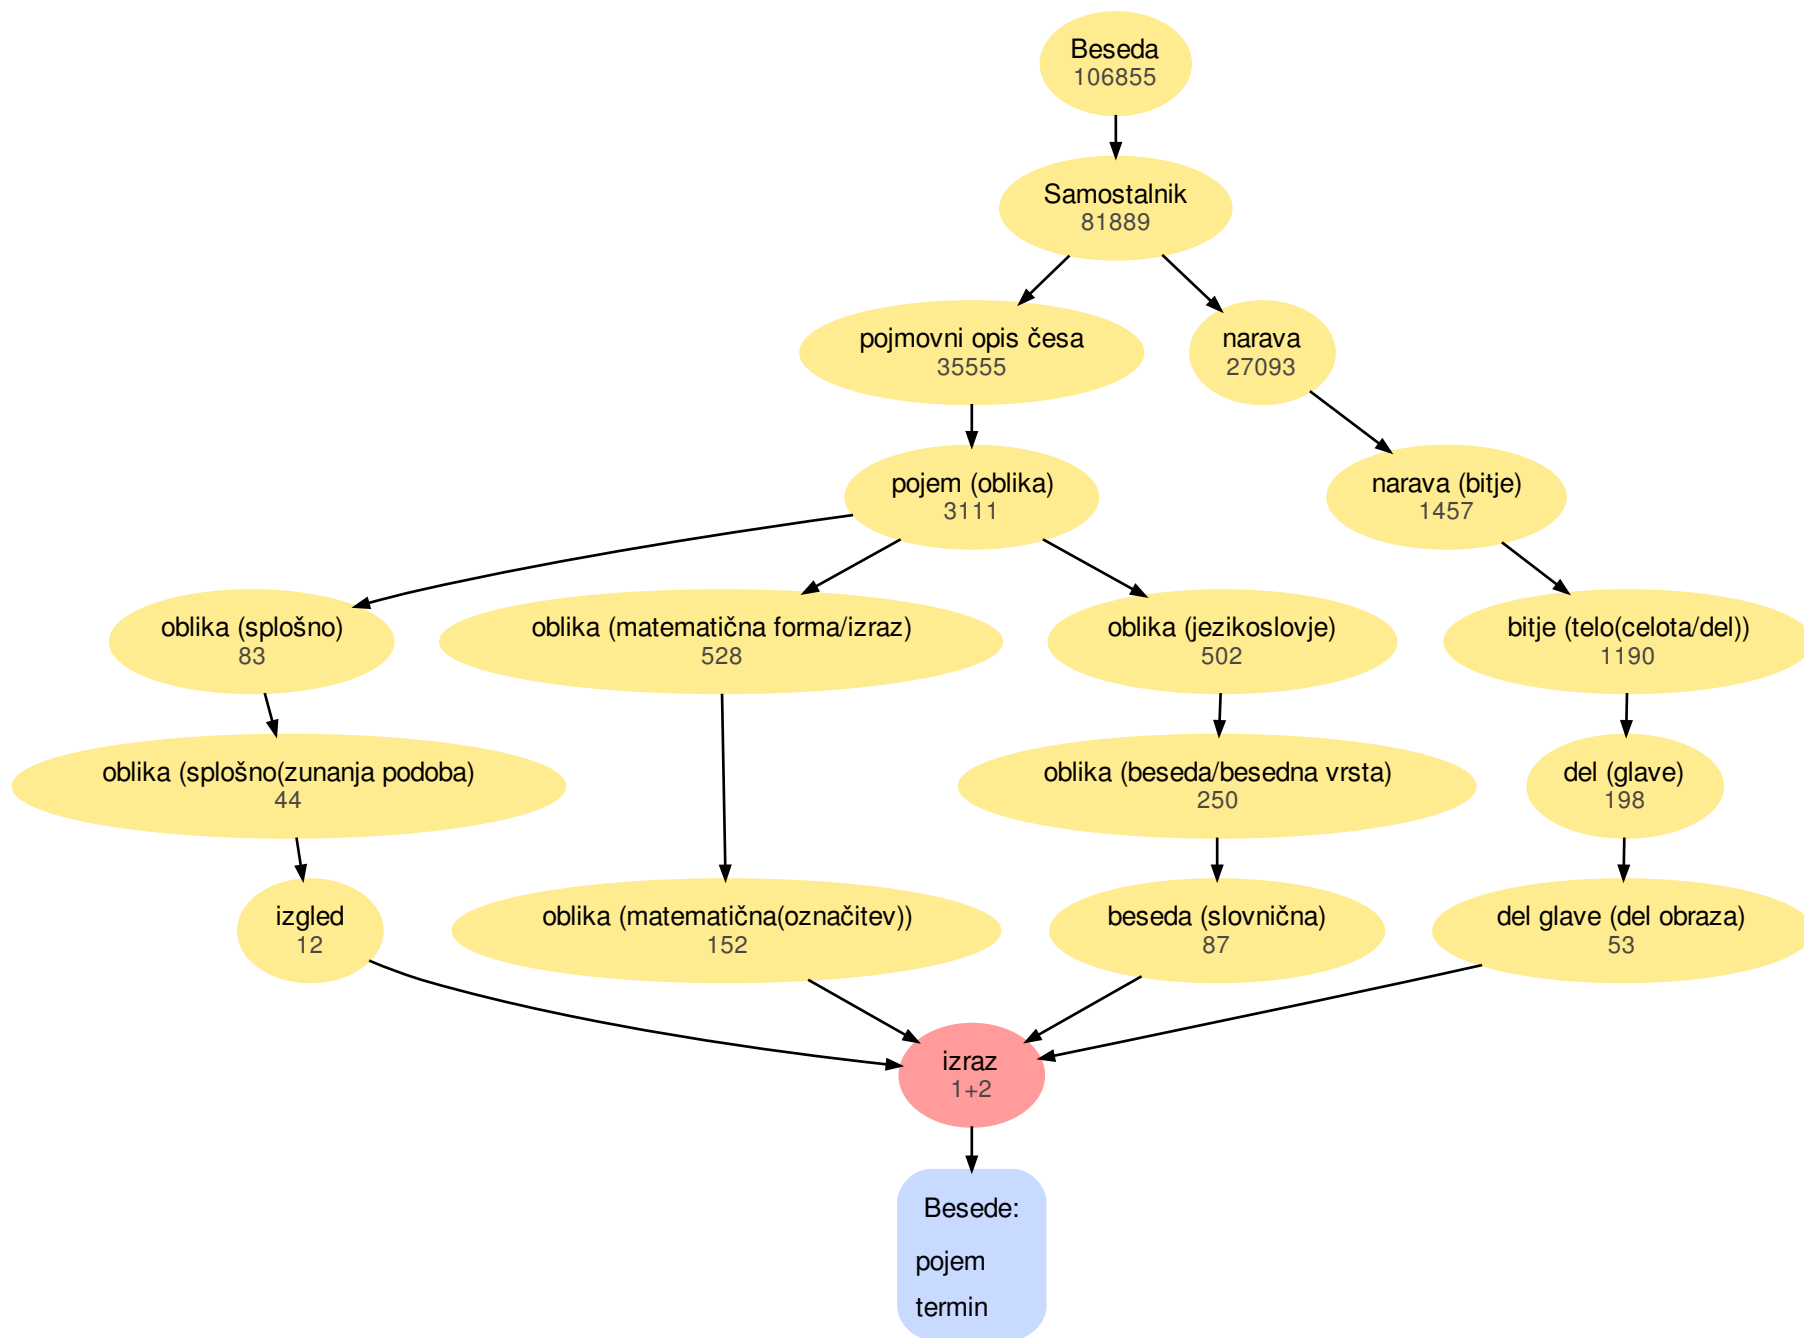 Beseda
106855
Samostalnik
81889
pojmovni opis česa
35555
narava
27093
pojem (oblika)
3111
narava (bitje)
1457
oblika (splošno)
83
oblika (matematična forma/izraz)
528
oblika (jezikoslovje)
502
bitje (telo(celota/del))
1190
oblika (splošno(zunanja podoba)
44
oblika (beseda/besedna vrsta)
250
del (glave)
198
izgled
12
oblika (matematična(označitev))
152
beseda (slovnična)
87
del glave (del obraza)
53
izraz
1+2
Besede:
pojem
termin